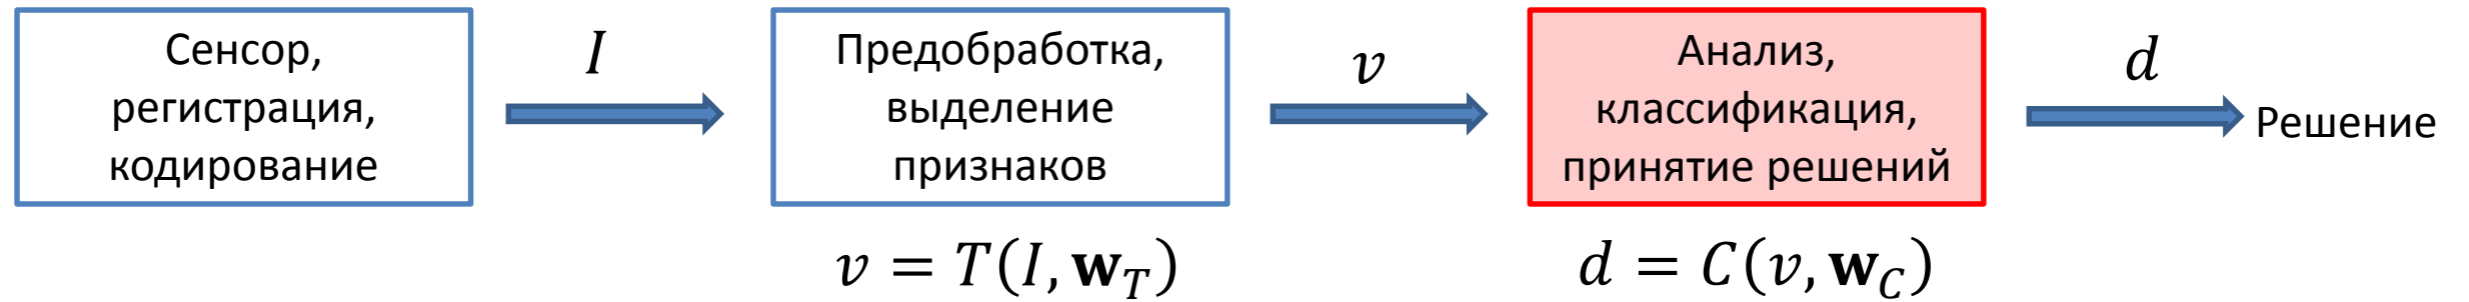 Сенсор,
регистрация,
кодирование
I
Предобработка,
выделение
признаков
v = T(I, w_T)
v
Анализ,
классификация,
принятие решений
d = C(v, w_C)
d
Решение